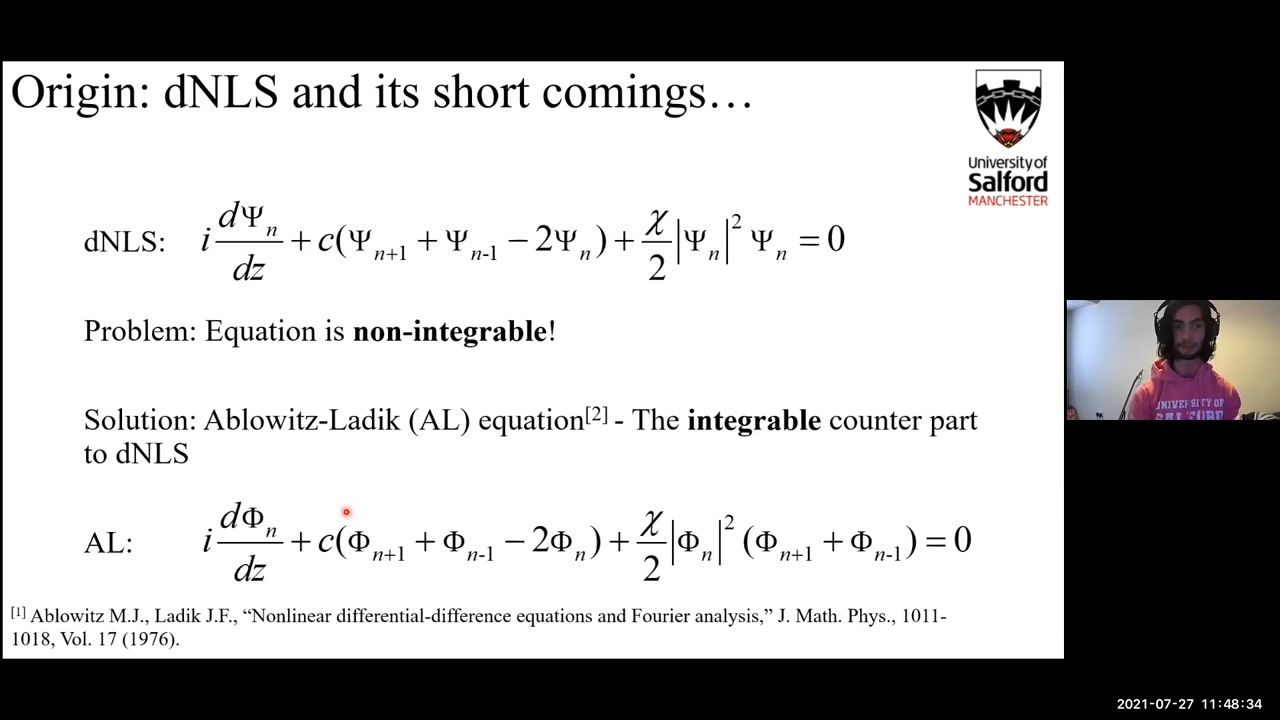 Origin: dNLS and its short comings…
University of
Salford
MANCHESTER
dNLS: i dΨₙ/dz + c(Ψₙ₊₁ + Ψₙ₋₁ − 2Ψₙ) + χ/2 |Ψₙ|² Ψₙ = 0
Problem: Equation is non-integrable!
Solution: Ablowitz-Ladik (AL) equation[2] - The integrable counter part
to dNLS
AL: i dΦₙ/dz + c(Φₙ₊₁ + Φₙ₋₁ − 2Φₙ) + χ/2 |Φₙ|² (Φₙ₊₁ + Φₙ₋₁) = 0
[1] Ablowitz M.J., Ladik J.F., “Nonlinear differential-difference equations and Fourier analysis,” J. Math. Phys., 1011-
1018, Vol. 17 (1976).
UNIVERSITY OF
SALFORD
2021-07-27 11:48:34